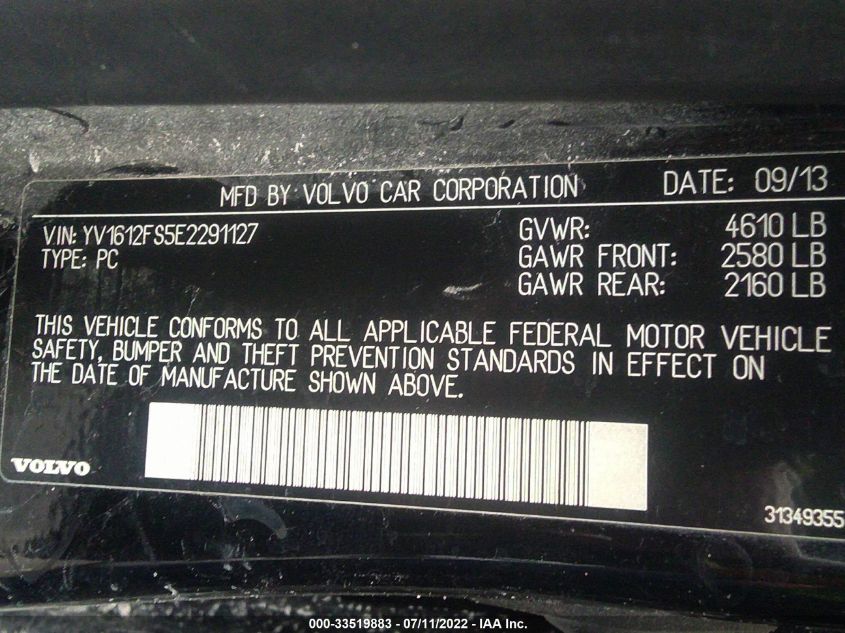 MFD BY VOLVO CAR CORPORATION DATE: 09/13
VIN: YV1612FS5E2291127 GVWR: 4610 LB
TYPE: PC GAWR FRONT: 2580 LB
GAWR REAR: 2160 LB
THIS VEHICLE CONFORMS TO ALL APPLICABLE FEDERAL MOTOR VEHICLE
SAFETY, BUMPER AND THEFT PREVENTION STANDARDS IN EFFECT ON
THE DATE OF MANUFACTURE SHOWN ABOVE.
VOLVO
31349355
000-33519883 - 07/11/2022 - IAA Inc.